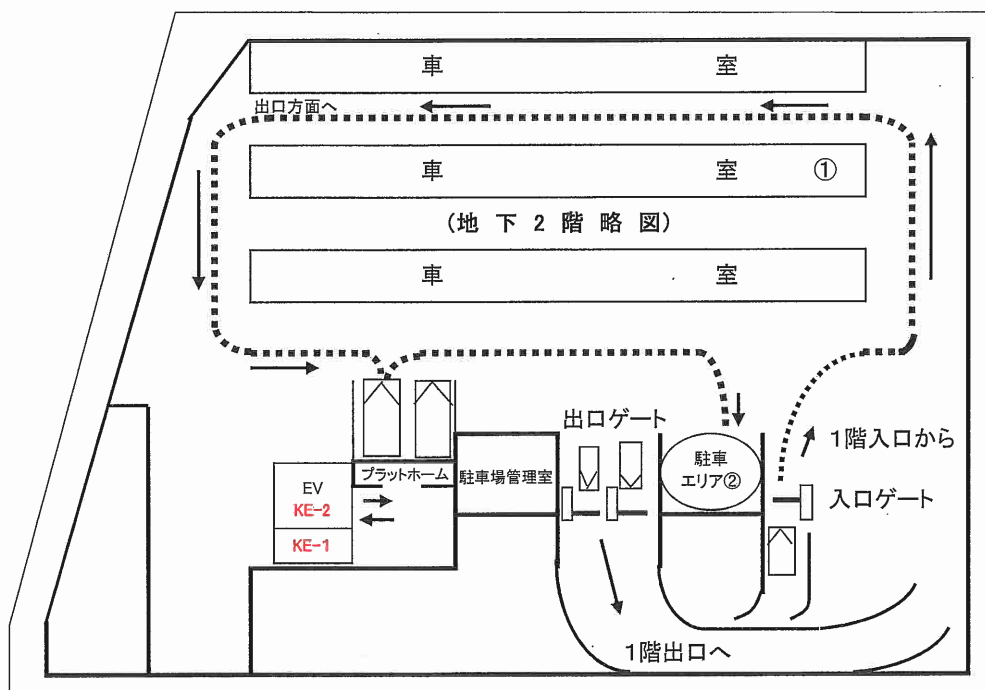 車 室
出口方面へ
車 室 ①
(地下2階略図)
車 室
出口ゲート
1階入口から
プラットホーム
駐車場管理室
駐車
エリア②
入口ゲート
EV
KE-2
KE-1
1階出口へ